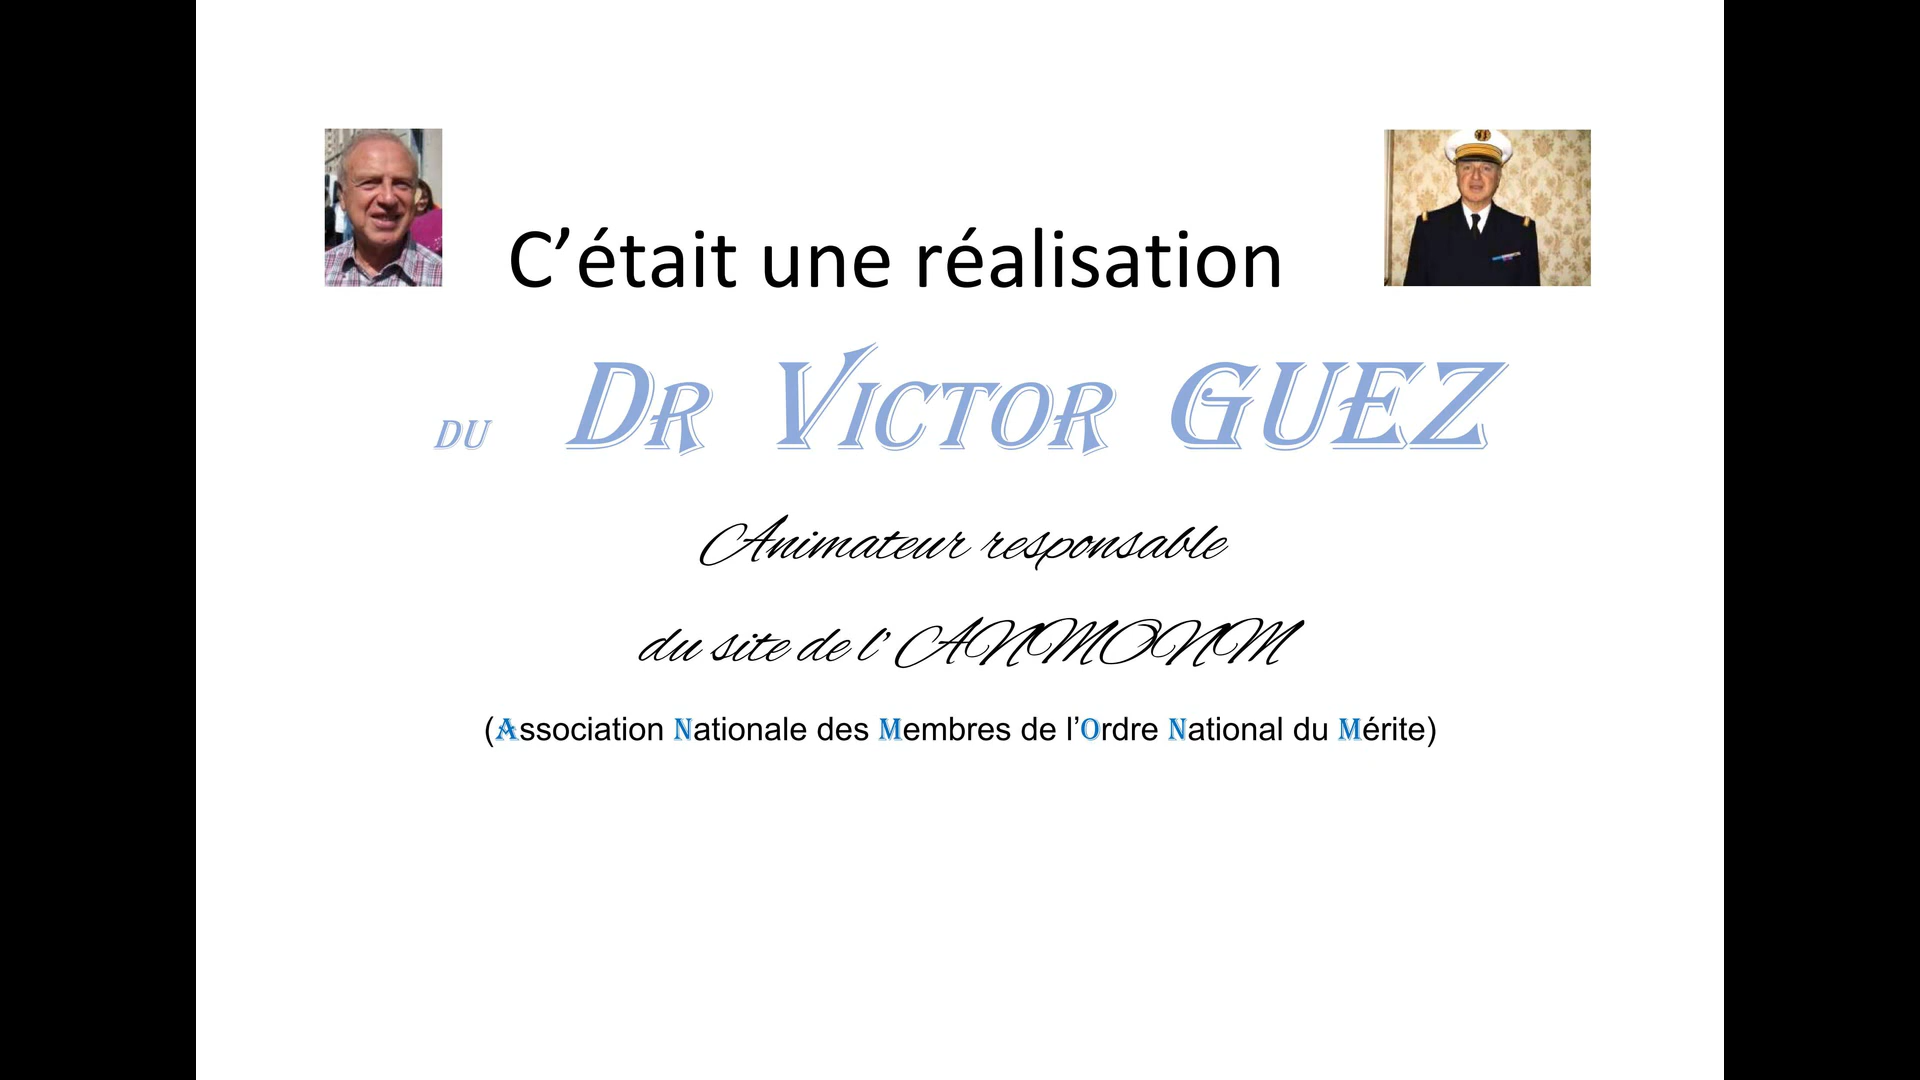 C’était une réalisation
DU DR VICTOR GUEZ
Animateur responsable
du site de l’ ANMONM
(Association Nationale des Membres de l’Ordre National du Mérite)